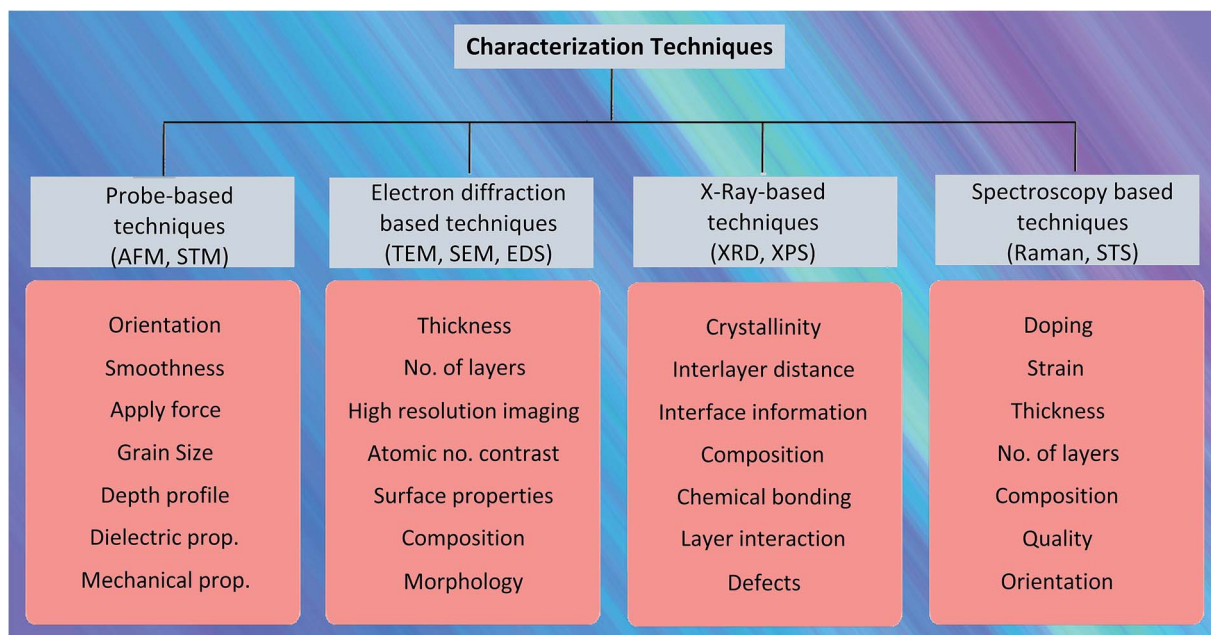 Characterization Techniques
Probe-based
techniques
(AFM, STM)
Orientation
Smoothness
Apply force
Grain Size
Depth profile
Dielectric prop.
Mechanical prop.
Electron diffraction
based techniques
(TEM, SEM, EDS)
Thickness
No. of layers
High resolution imaging
Atomic no. contrast
Surface properties
Composition
Morphology
X-Ray-based
techniques
(XRD, XPS)
Crystallinity
Interlayer distance
Interface information
Composition
Chemical bonding
Layer interaction
Defects
Spectroscopy based
techniques
(Raman, STS)
Doping
Strain
Thickness
No. of layers
Composition
Quality
Orientation